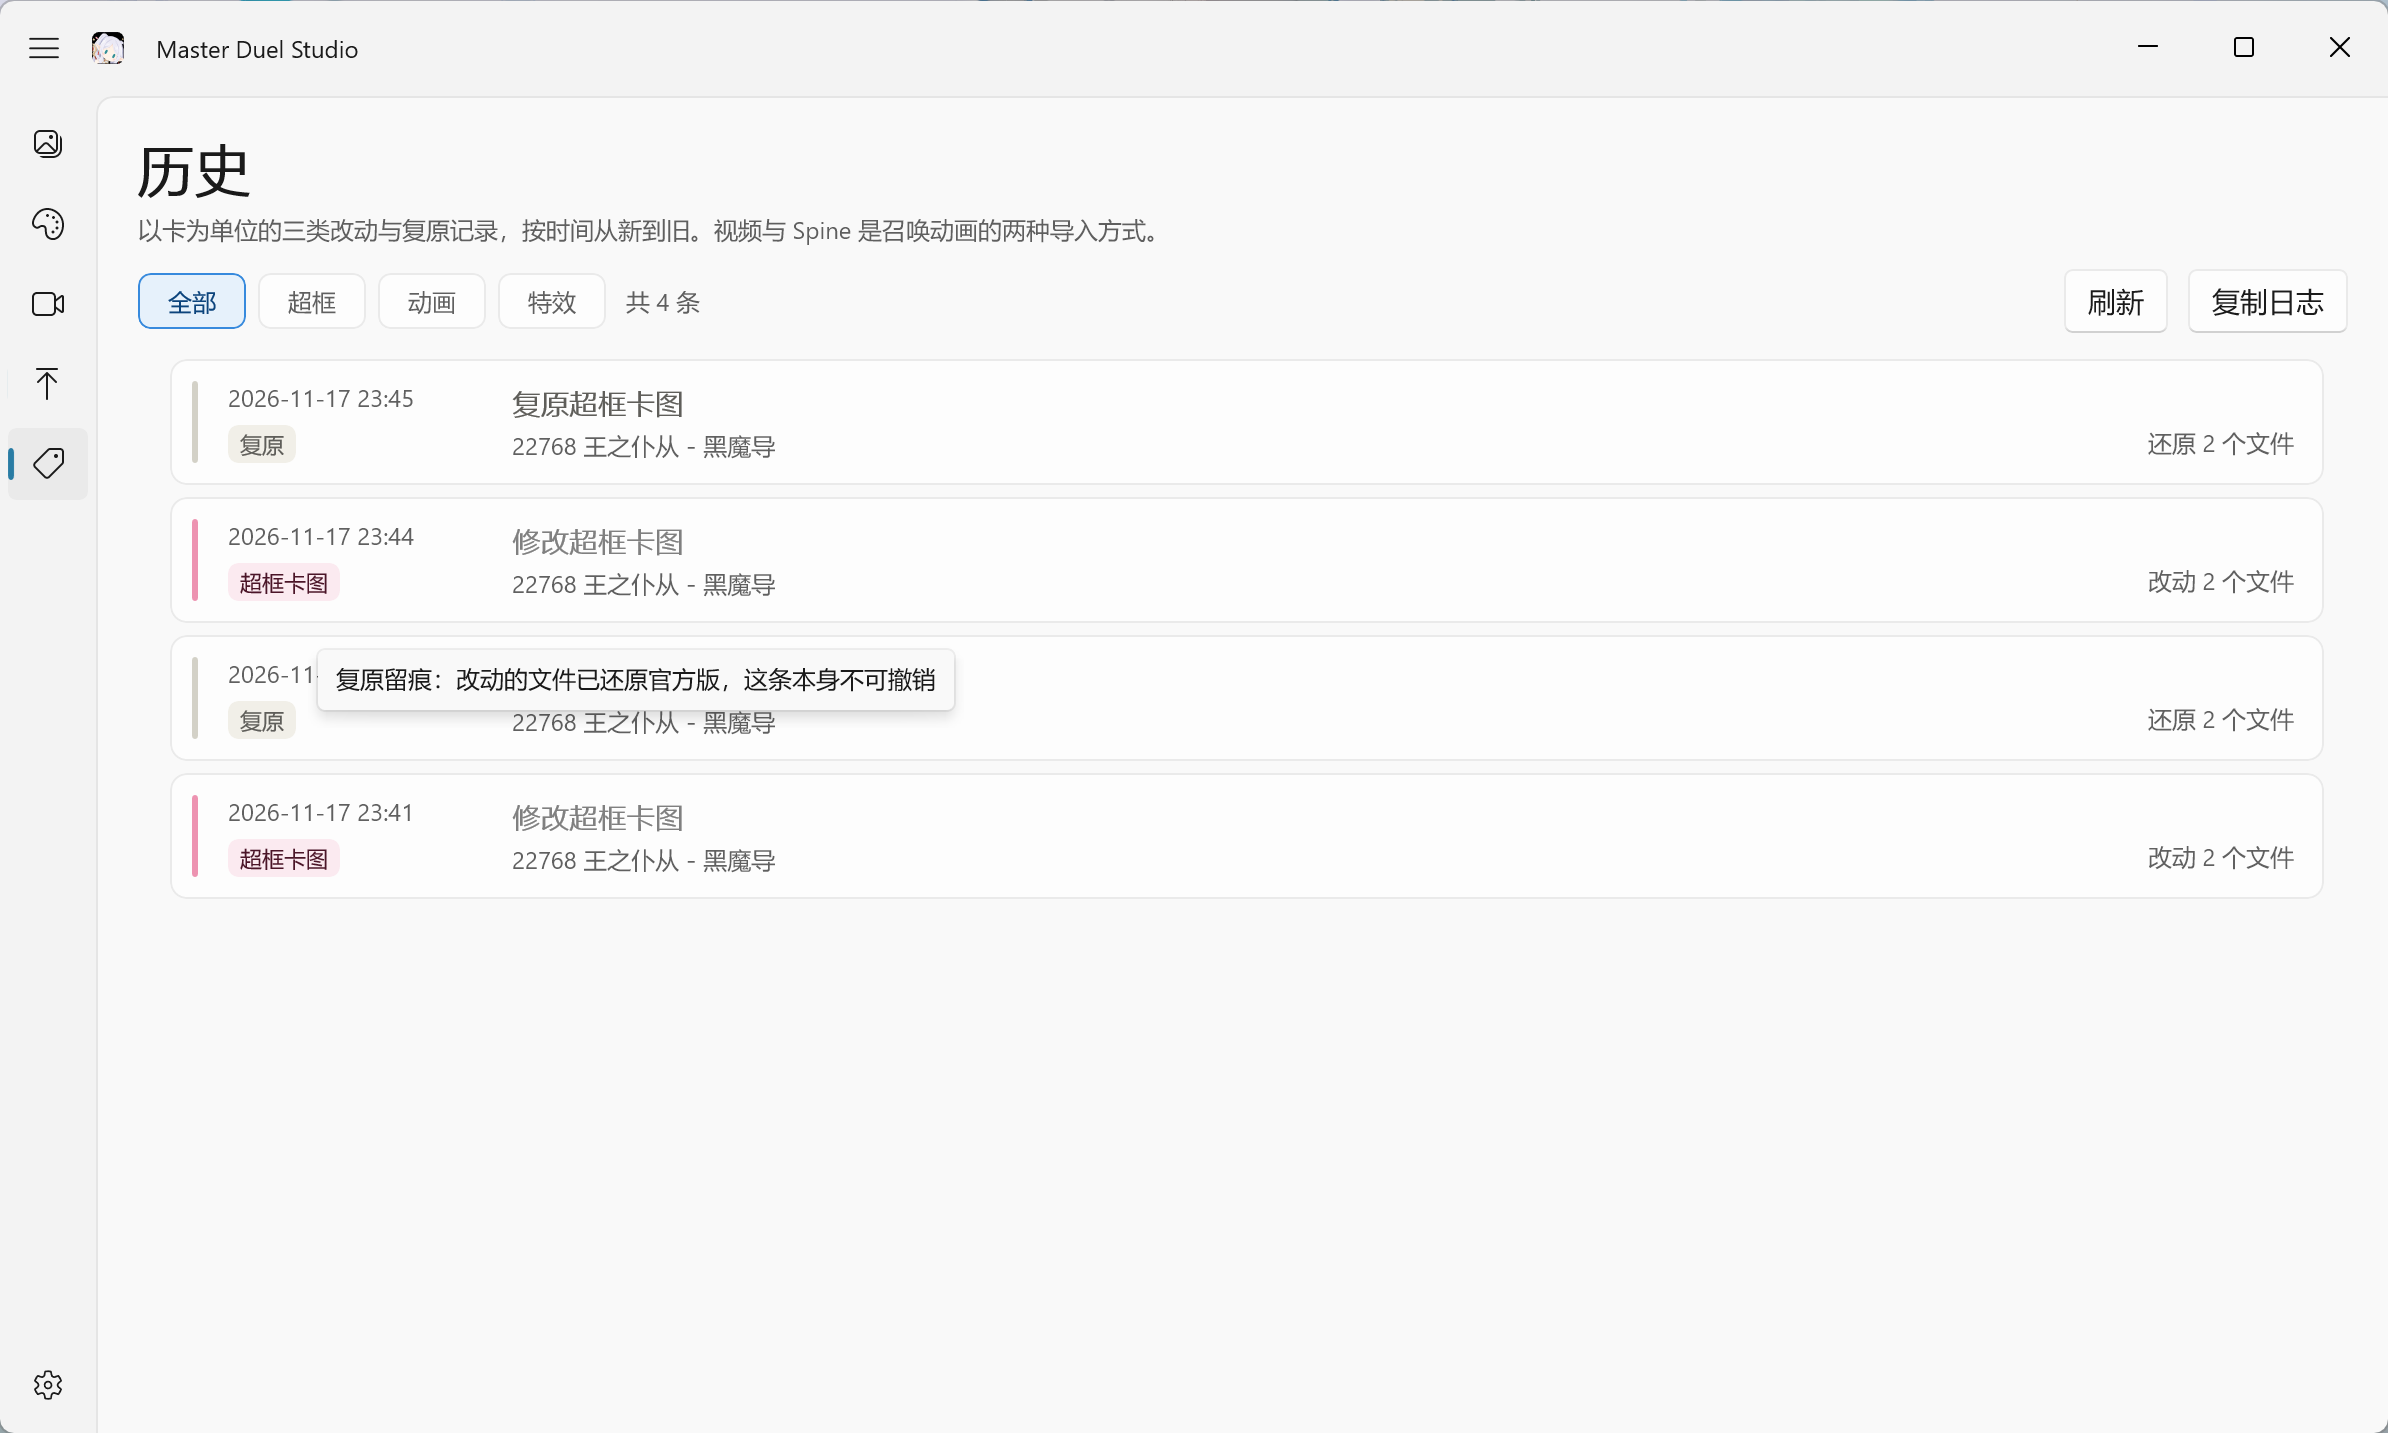 Master Duel Studio
历史
以卡为单位的三类改动与复原记录，按时间从新到旧。视频与 Spine 是召唤动画的两种导入方式。
全部 超框 动画 特效 共 4 条 刷新 复制日志
2026-11-17 23:45 复原超框卡图
复原 22768 王之仆从 - 黑魔导 还原 2 个文件
2026-11-17 23:44 修改超框卡图
超框卡图 22768 王之仆从 - 黑魔导 改动 2 个文件
2026-11- 复原留痕：改动的文件已还原官方版，这条本身不可撤销
复原 22768 王之仆从 - 黑魔导 还原 2 个文件
2026-11-17 23:41 修改超框卡图
超框卡图 22768 王之仆从 - 黑魔导 改动 2 个文件